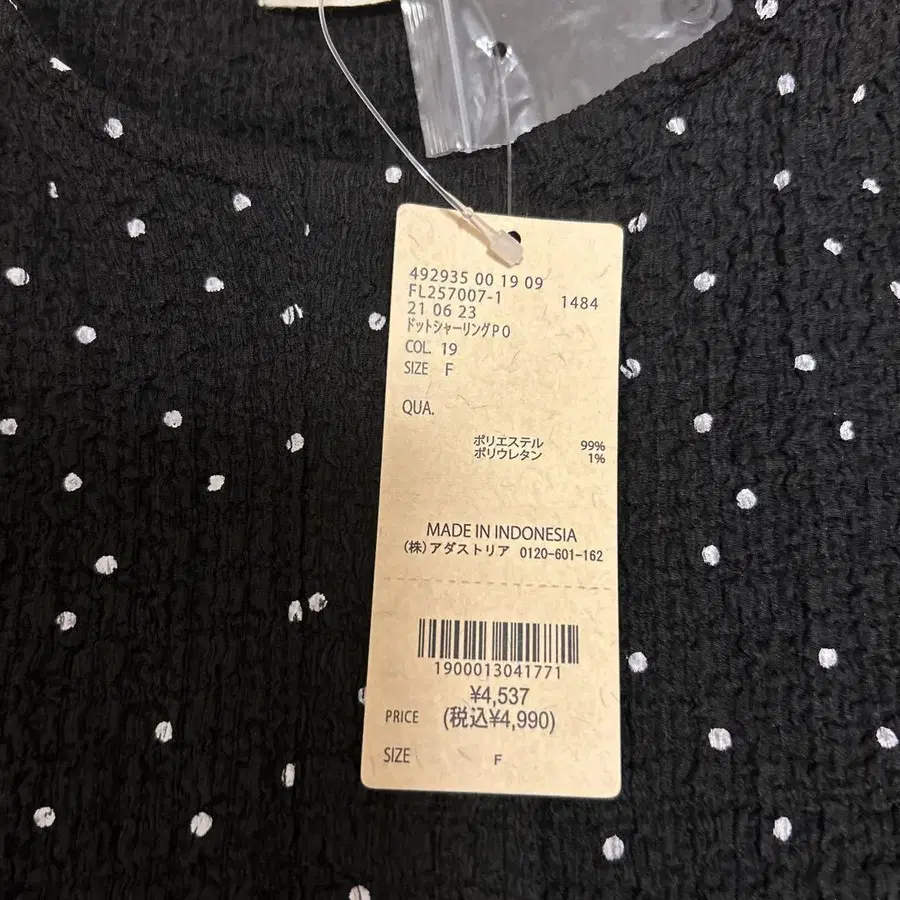 492935 00 19 09
FL257007-1 1484
21 06 23
ドットシャーリングPO
COL. 19
SIZE F
QUA.
ポリエステル 99%
ポリウレタン 1%
MADE IN INDONESIA
(株)アダストリア 0120-601-162
1900013041771
¥4,537
PRICE (税込¥4,990)
SIZE F